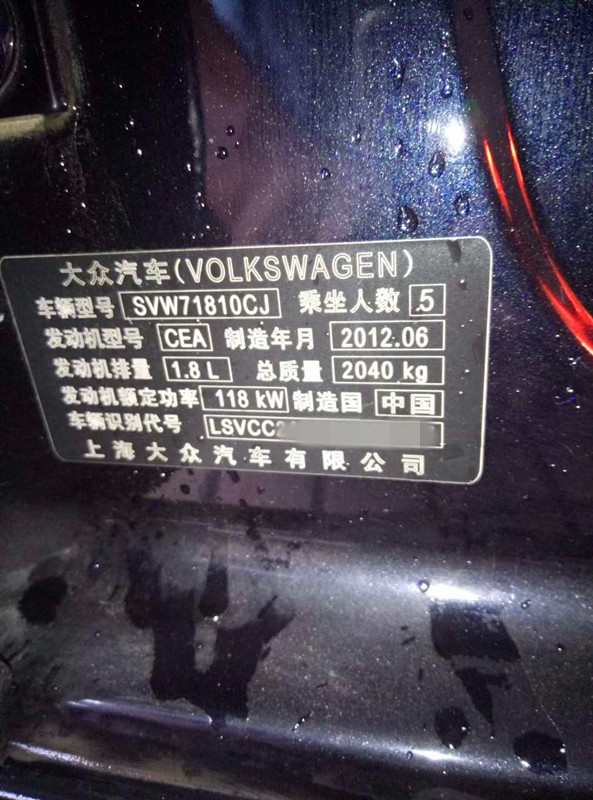 大众汽车(VOLKSWAGEN)
车辆型号 SVW71810CJ 乘坐人数 5
发动机型号 CEA 制造年月 2012.06
发动机排量 1.8 L 总质量 2040 kg
发动机额定功率 118 kW 制造国 中国
车辆识别代号 LSVCC2
上海大众汽车有限公司